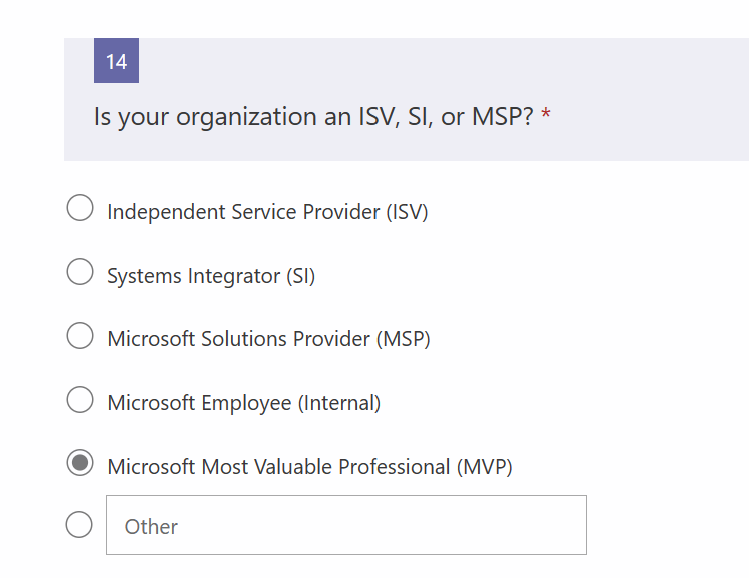 14
Is your organization an ISV, SI, or MSP? *
Independent Service Provider (ISV)
Systems Integrator (SI)
Microsoft Solutions Provider (MSP)
Microsoft Employee (Internal)
Microsoft Most Valuable Professional (MVP)
Other